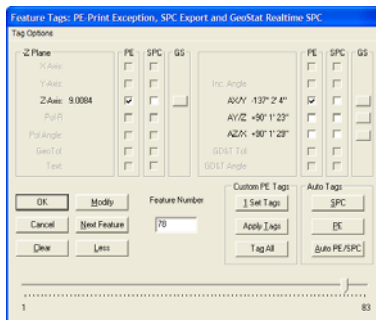 Feature Tags: PE-Print Exception, SPC Export and GeoStat Realtime SPC
Tag Options
Z Plane PE SPC GS PE SPC GS
X-Axis:
Y-Axis: Inc. Angle
Z-Axis: 9.0084 AX/Y -137° 2' 4"
Pol-R AY/Z +90° 1' 23"
Pol Angle: AZ/X +90° 1' 29"
GeoTol: GD&T Tol
Text: GD&T Angle
Custom PE Tags Auto Tags
OK Modify Feature Number 1 Set Tags SPC
Cancel Next Feature 78 Apply Tags PE
Clear Less Tag All Auto PE/SPC
1 83